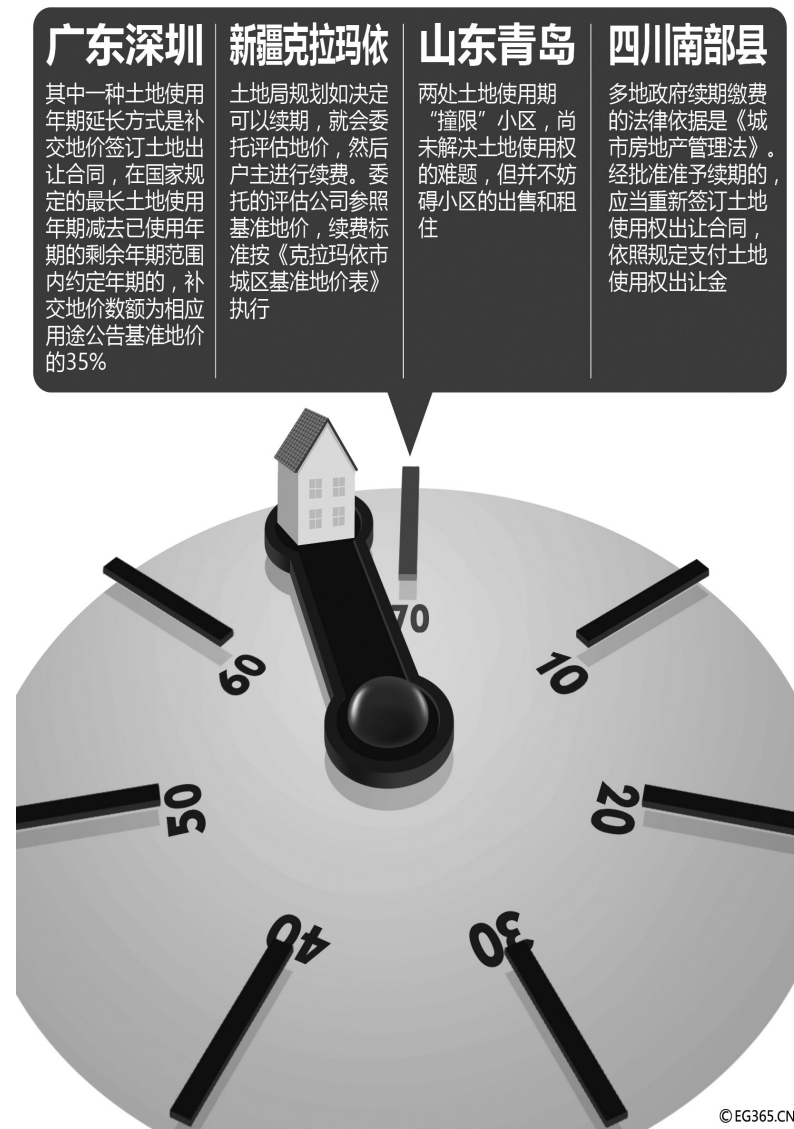 广东深圳
其中一种土地使用
年期延长方式是补
交地价签订土地出
让合同，在国家规
定的最长土地使用
年期减去已使用年
期的剩余年期范围
内约定年期的，补
交地价数额为相应
用途公告基准地价
的35%
新疆克拉玛依
土地局规划如决定
可以续期，就会委
托评估地价，然后
户主进行续费。委
托的评估公司参照
基准地价，续费标
准按《克拉玛依市
城区基准地价表》
执行
山东青岛
两处土地使用期
“撞限”小区，尚
未解决土地使用权
的难题，但并不妨
碍小区的出售和租
住
四川南部县
多地政府续期缴费
的法律依据是《城
市房地产管理法》。
经批准准予续期的，
应当重新签订土地
使用权出让合同，
依照规定支付土地
使用权出让金
70
10
20
30
40
50
60
©EG365.CN